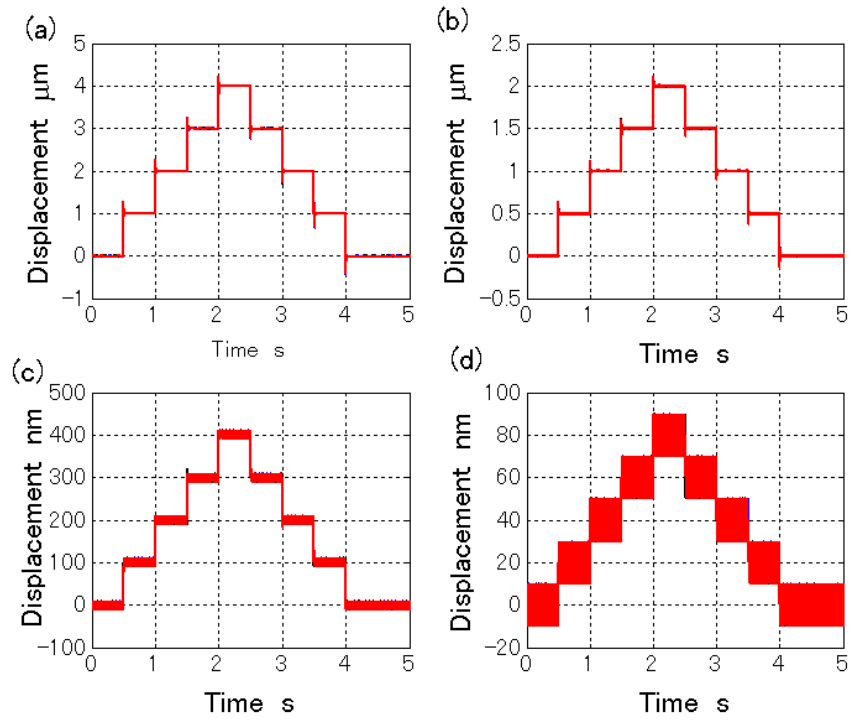 (a)
Displacement μm
5
4
3
2
1
0
−1
0 1 2 3 4 5
Time s
(b)
Displacement μm
2.5
2
1.5
1
0.5
0
−0.5
0 1 2 3 4 5
Time s
(c)
Displacement nm
500
400
300
200
100
0
−100
0 1 2 3 4 5
Time s
(d)
Displacement nm
100
80
60
40
20
0
−20
0 1 2 3 4 5
Time s